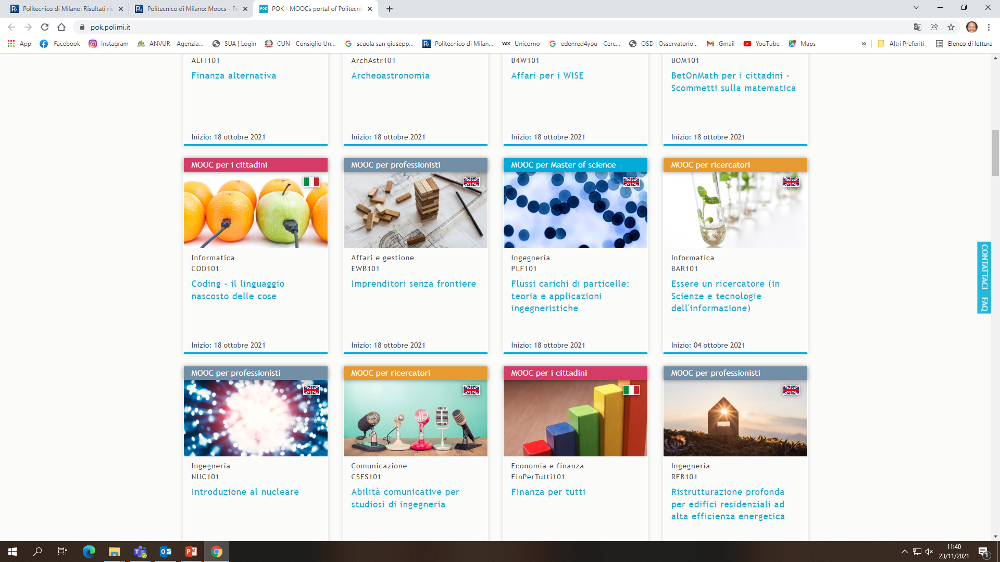 Politecnico di Milano: Risultati ric
Politecnico di Milano: Moocs - Po
POK - MOOCs portal of Politecni
pok.polimi.it
App
Facebook
Instagram
ANVUR – Agenzia...
SUA | Login
CUN - Consiglio Un...
scuola san giusepp...
Politecnico di Milan...
WIX Unicorno
edenred4you - Cerc...
OSD | Osservatorio...
Gmail
YouTube
Maps
»
Altri Preferiti
Elenco di lettura
ALFI101
Finanza alternativa
Inizio: 18 ottobre 2021
ArchAstr101
Archeoastronomia
Inizio: 18 ottobre 2021
B4W101
Affari per i WISE
Inizio: 18 ottobre 2021
BOM101
BetOnMath per i cittadini -
Scommetti sulla matematica
Inizio: 18 ottobre 2021
MOOC per i cittadini
Informatica
COD101
Coding - il linguaggio
nascosto delle cose
Inizio: 18 ottobre 2021
MOOC per professionisti
Affari e gestione
EWB101
Imprenditori senza frontiere
Inizio: 18 ottobre 2021
MOOC per Master of science
Ingegneria
PLF101
Flussi carichi di particelle:
teoria e applicazioni
ingegneristiche
Inizio: 18 ottobre 2021
MOOC per ricercatori
Informatica
BAR101
Essere un ricercatore (in
Scienze e tecnologie
dell'informazione)
Inizio: 04 ottobre 2021
CONTATTACI
FAQ
MOOC per professionisti
Ingegneria
NUC101
Introduzione al nucleare
MOOC per ricercatori
Comunicazione
CSES101
Abilità comunicative per
studiosi di ingegneria
MOOC per i cittadini
Economia e finanza
FinPerTutti101
Finanza per tutti
MOOC per professionisti
Ingegneria
REB101
Ristrutturazione profonda
per edifici residenziali ad
alta efficienza energetica
11:40
23/11/2021
1